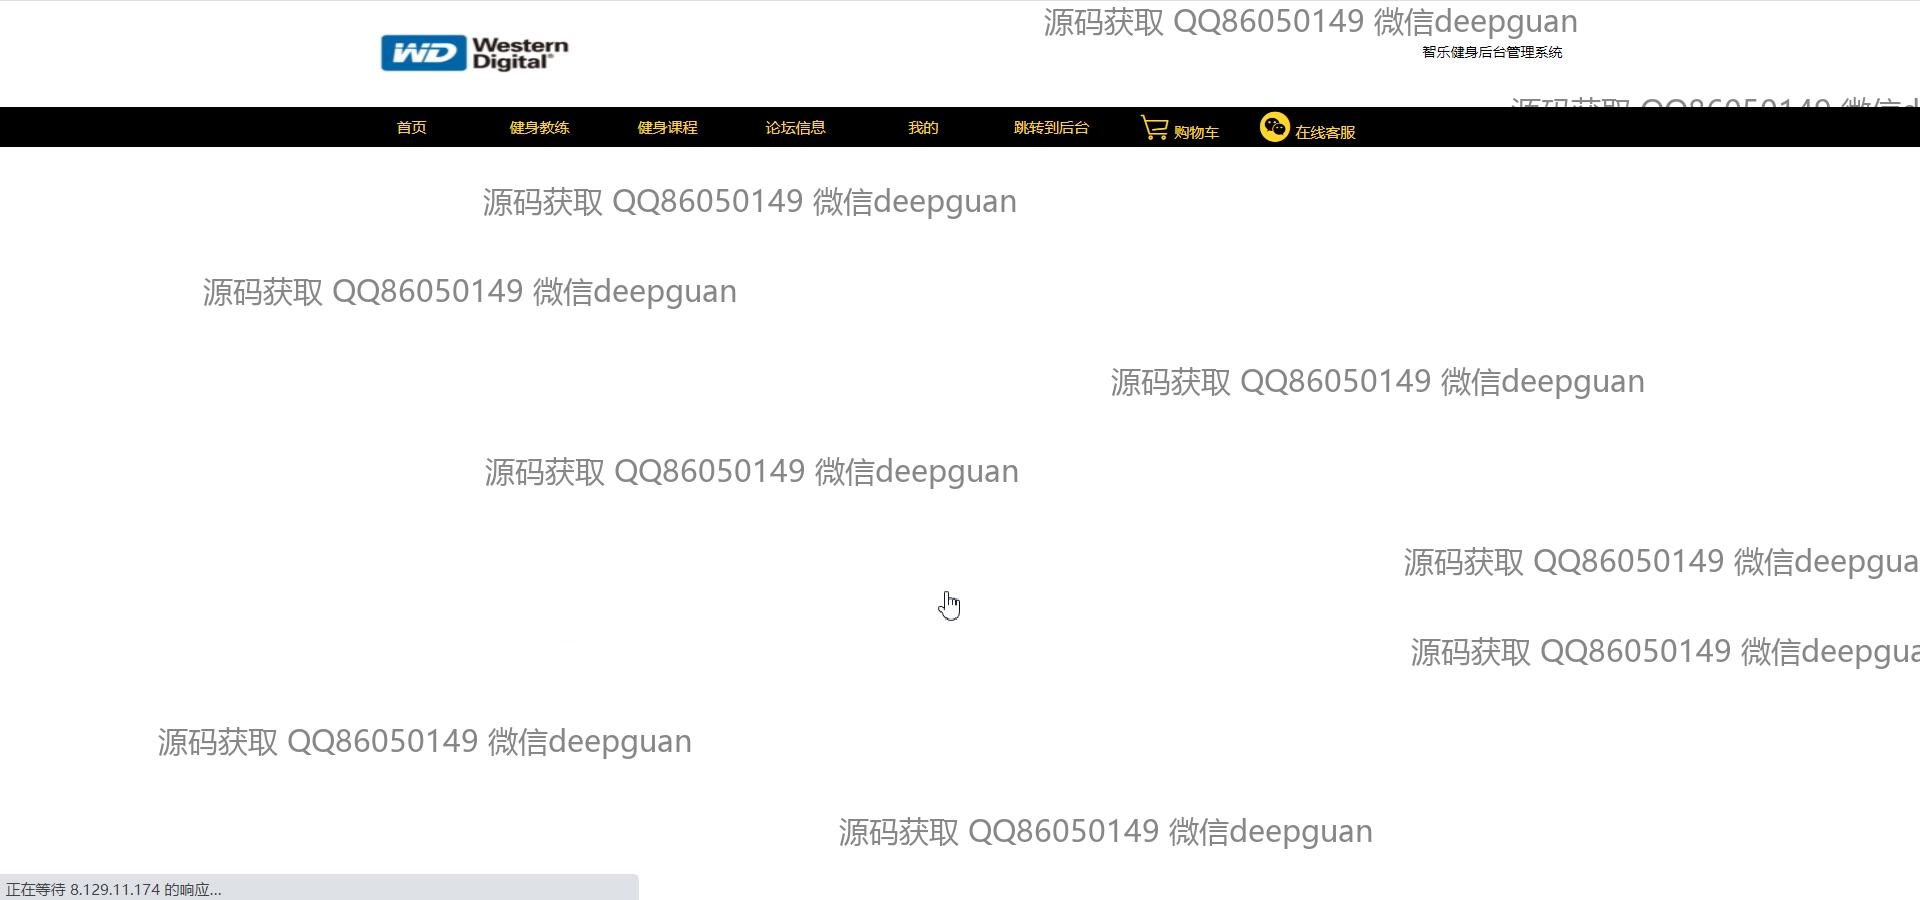 源码获取 QQ86050149 微信deepguan
WD Western Digital®
智乐健身后台管理系统
源码获取 QQ86050149 微信d
首页 健身教练 健身课程 论坛信息 我的 跳转到后台 购物车 在线客服
源码获取 QQ86050149 微信deepguan
源码获取 QQ86050149 微信deepguan
源码获取 QQ86050149 微信deepguan
源码获取 QQ86050149 微信deepguan
源码获取 QQ86050149 微信deepgua
源码获取 QQ86050149 微信deepgua
源码获取 QQ86050149 微信deepguan
源码获取 QQ86050149 微信deepguan
正在等待 8.129.11.174 的响应...